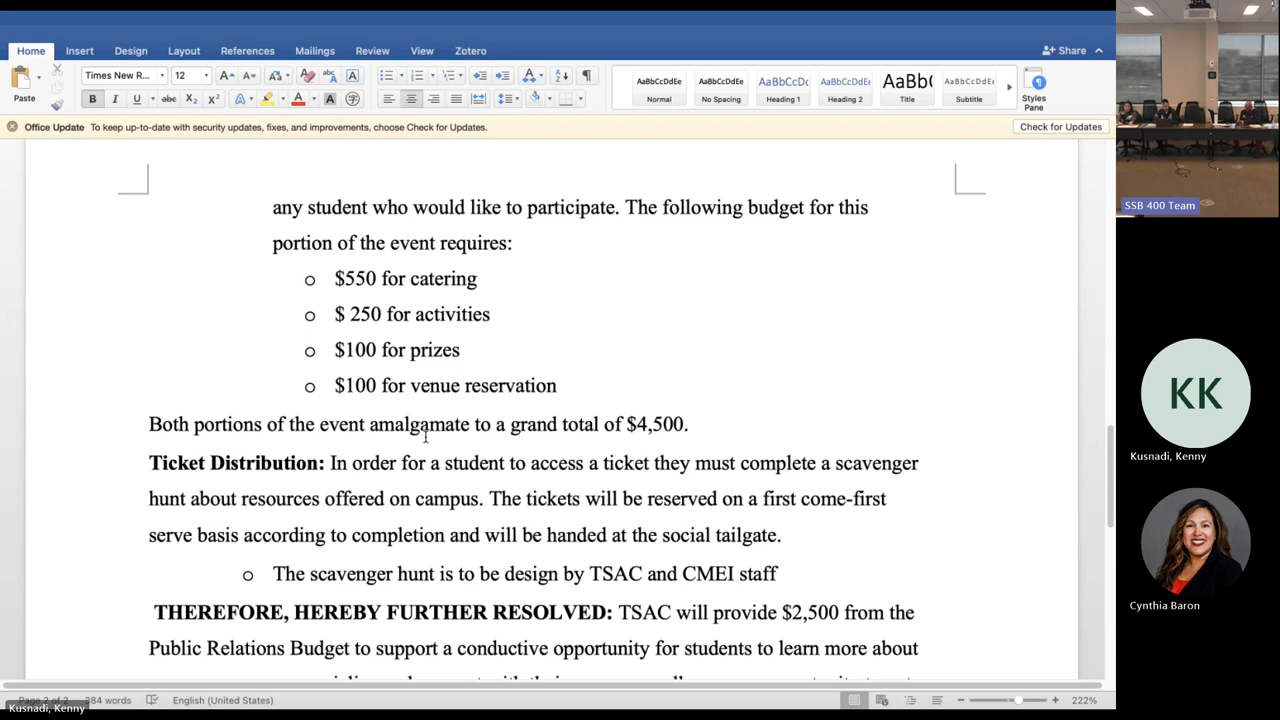 Home Insert Design Layout References Mailings Review View Zotero
Share
Times New R... 12
Paste
AaBbCcDdEe AaBbCcDdEe AaBbCcDc AaBbCcDdEe AaBb( AaBbCcDdEe
Normal No Spacing Heading 1 Heading 2 Title Subtitle
Styles Pane
Office Update To keep up-to-date with security updates, fixes, and improvements, choose Check for Updates.
Check for Updates
any student who would like to participate. The following budget for this
portion of the event requires:
o $550 for catering
o $ 250 for activities
o $100 for prizes
o $100 for venue reservation
Both portions of the event amalgamate to a grand total of $4,500.
Ticket Distribution: In order for a student to access a ticket they must complete a scavenger
hunt about resources offered on campus. The tickets will be reserved on a first come-first
serve basis according to completion and will be handed at the social tailgate.
o The scavenger hunt is to be design by TSAC and CMEI staff
THEREFORE, HEREBY FURTHER RESOLVED: TSAC will provide $2,500 from the
Public Relations Budget to support a conductive opportunity for students to learn more about
Page 2 of 2 384 words English (United States) 222%
Kusnadi, Kenny
SSB 400 Team
KK
Kusnadi, Kenny
Cynthia Baron